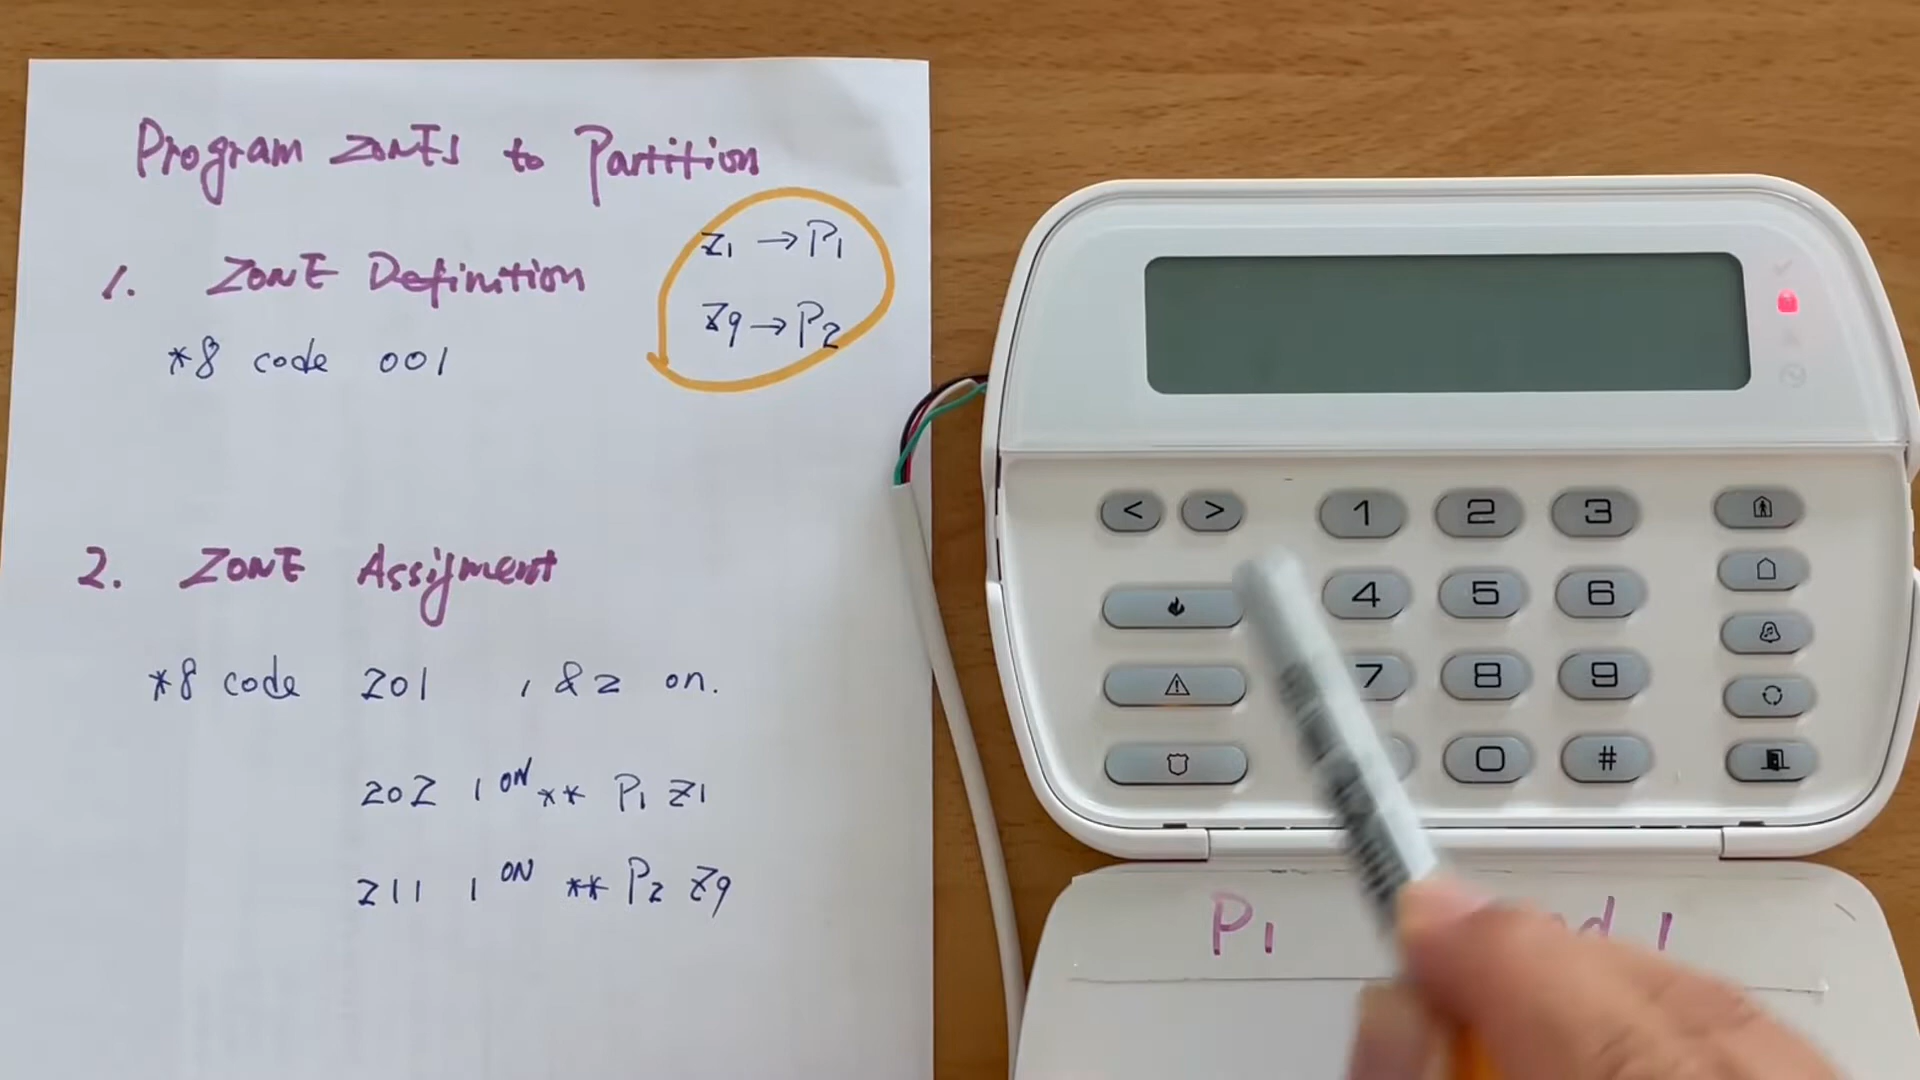 Program ZONES to Partition
Z1 → P1
Z9 → P2
1. ZONE Definition
*8 code 001
2. ZONE Assigment
*8 code 201 1 & 2 on.
202 1 ON ** P1 Z1
211 1 ON ** P2 Z9
< > 1 2 3
4 5 6
7 8 9
0 #
P1
1